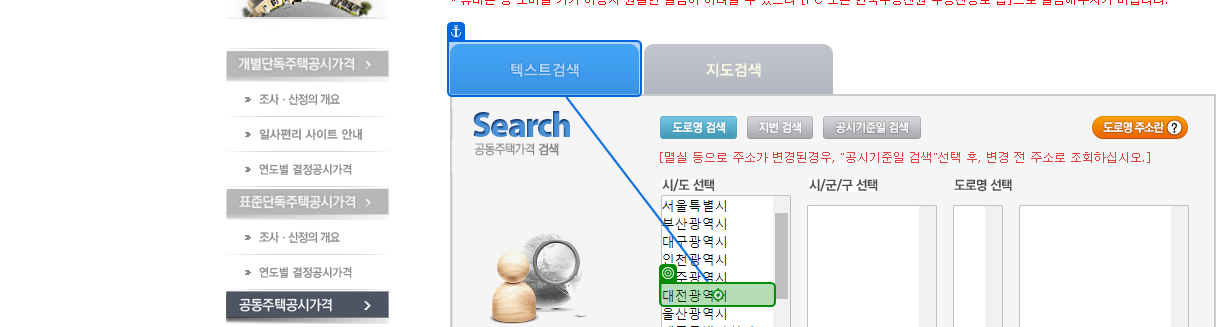 개별단독주택공시가격
조사 · 산정의 개요
일사편리 사이트 안내
연도별 결정공시가격
표준단독주택공시가격
조사 · 산정의 개요
연도별 결정공시가격
공동주택공시가격
텍스트검색
지도검색
Search
공동주택가격 검색
도로명 검색
지번 검색
공시기준일 검색
도로명 주소란 ?
[멸실 등으로 주소가 변경된경우, "공시기준일 검색"선택 후, 변경 전 주소로 조회하십시오.]
시/도 선택
시/군/구 선택
도로명 선택
서울특별시
부산광역시
대구광역시
인천광역시
주광역시
대전광역
울산광역시